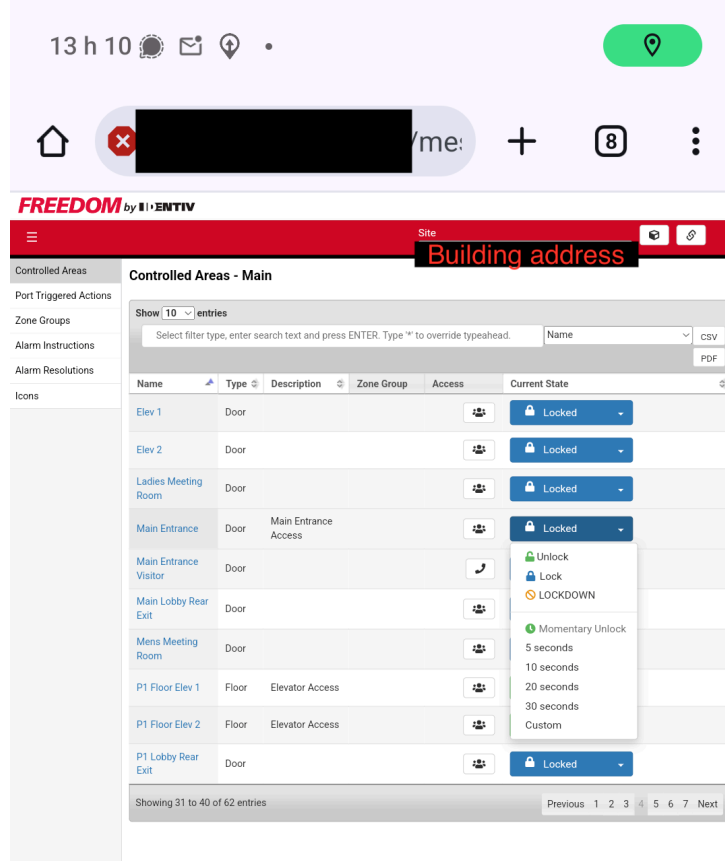 13 h 10
/me
8
FREEDOM by IDENTIV
Site
Building address
Controlled Areas
Port Triggered Actions
Zone Groups
Alarm Instructions
Alarm Resolutions
Icons
Controlled Areas - Main
Show 10 entries
Select filter type, enter search text and press ENTER. Type '*' to override typeahead.
Name
CSV
PDF
Name Type Description Zone Group Access Current State
Elev 1 Door Locked
Elev 2 Door Locked
Ladies Meeting
Room Door Locked
Main Entrance Door Main Entrance
Access Locked
Main Entrance
Visitor Door
Main Lobby Rear
Exit Door
Mens Meeting
Room Door
P1 Floor Elev 1 Floor Elevator Access
P1 Floor Elev 2 Floor Elevator Access
P1 Lobby Rear
Exit Door Locked
Unlock
Lock
LOCKDOWN
Momentary Unlock
5 seconds
10 seconds
20 seconds
30 seconds
Custom
Showing 31 to 40 of 62 entries
Previous 1 2 3 4 5 6 7 Next